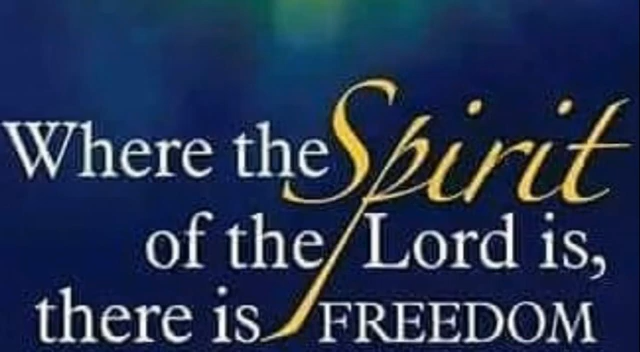 Where the Spirit
of the Lord is,
there is FREEDOM